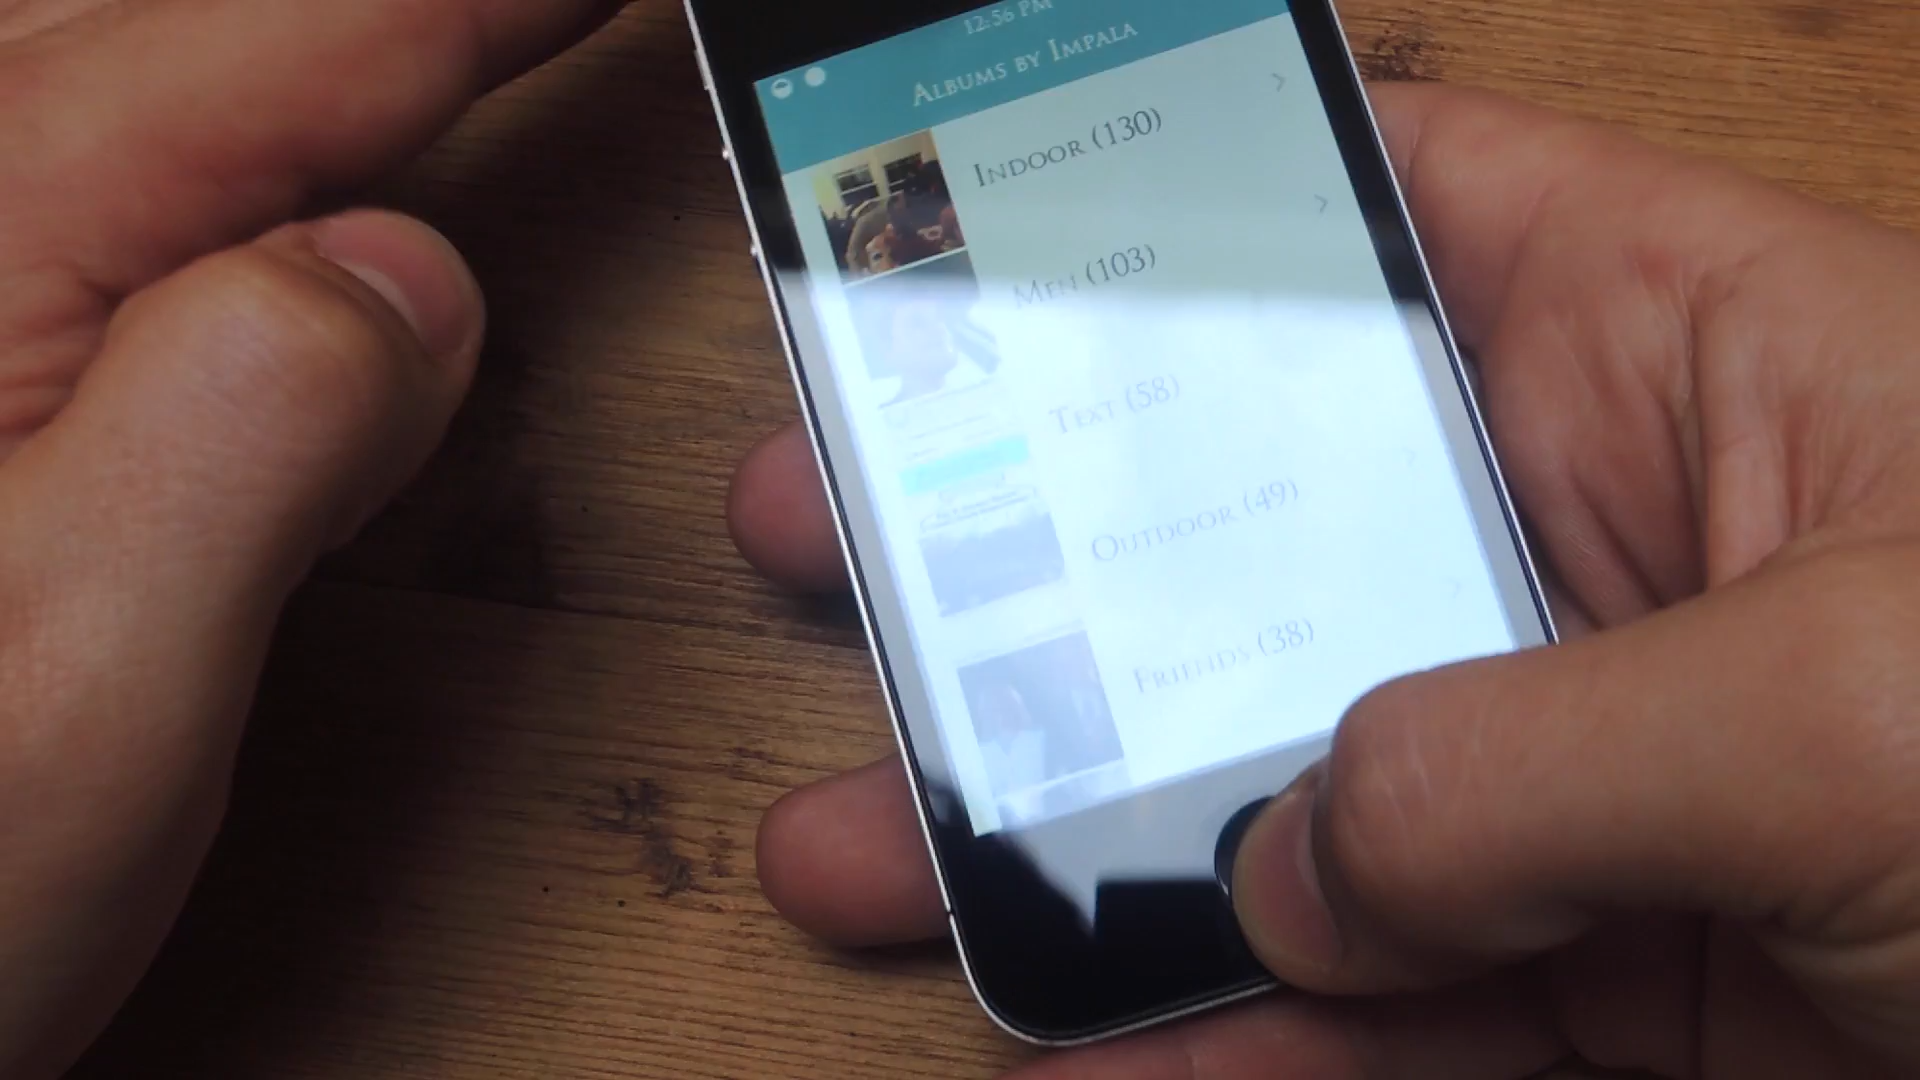 12:56 PM
Albums by Impala
Indoor (130)
Men (103)
Text (58)
Outdoor (49)
Friends (38)